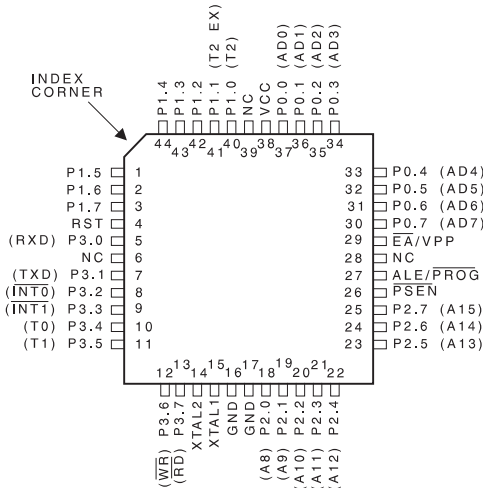 INDEX
CORNER
P1.4
P1.3
P1.2
P1.1 (T2 EX)
P1.0 (T2)
NC
VCC
P0.0 (AD0)
P0.1 (AD1)
P0.2 (AD2)
P0.3 (AD3)
44
43
42
41
40
39
38
37
36
35
34
P1.5 1
P1.6 2
P1.7 3
RST 4
(RXD) P3.0 5
NC 6
(TXD) P3.1 7
(INT0) P3.2 8
(INT1) P3.3 9
(T0) P3.4 10
(T1) P3.5 11
33 P0.4 (AD4)
32 P0.5 (AD5)
31 P0.6 (AD6)
30 P0.7 (AD7)
29 EA/VPP
28 NC
27 ALE/PROG
26 PSEN
25 P2.7 (A15)
24 P2.6 (A14)
23 P2.5 (A13)
12
13
14
15
16
17
18
19
20
21
22
(WR) P3.6
(RD) P3.7
XTAL2
XTAL1
GND
GND
(A8) P2.0
(A9) P2.1
(A10) P2.2
(A11) P2.3
(A12) P2.4